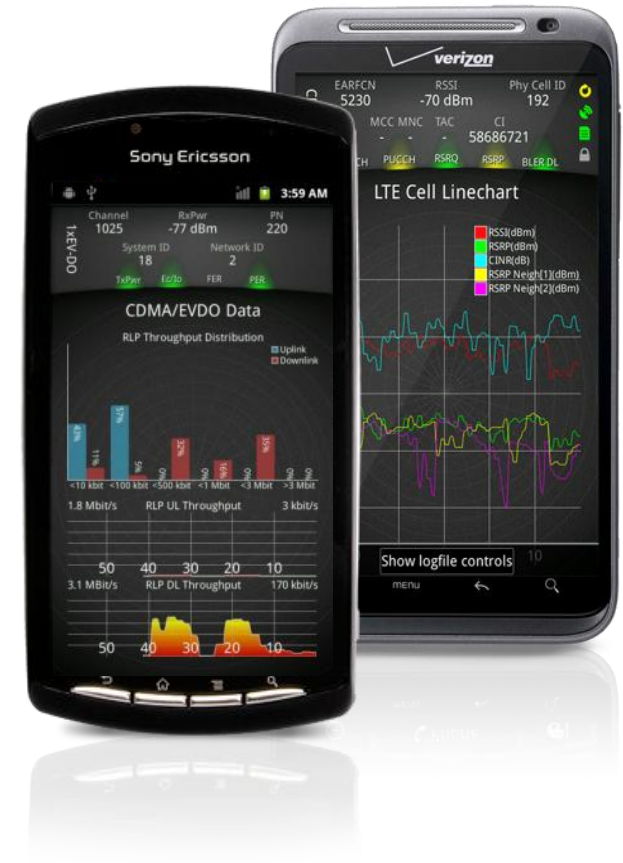 Sony Ericsson
3:59 AM
1xEV-DO
Channel RxPwr PN
1025 -77 dBm 220
System ID Network ID
18 2
TxPwr Ec/Io FER PER
CDMA/EVDO Data
RLP Throughput Distribution
Uplink
Downlink
43% 11% 57% 5% 0% 32% 0% 16% 0% 35% 0% 0%
<10 kbit <100 kbit <500 kbit <1 Mbit <3 Mbit >3 Mbit
1.8 Mbit/s RLP UL Throughput 3 kbit/s
50 40 30 20 10
3.1 MBit/s RLP DL Throughput 170 kbit/s
50 40 30 20 10
verizon
EARFCN RSSI Phy Cell ID
5230 -70 dBm 192
MCC MNC TAC CI
- - - 58686721
CH PUCCH RSRQ RSRP BLER DL
LTE Cell Linechart
RSSI(dBm)
RSRP(dBm)
CINR(dB)
RSRP Neigh[1](dBm)
RSRP Neigh[2](dBm)
10
Show logfile controls
menu